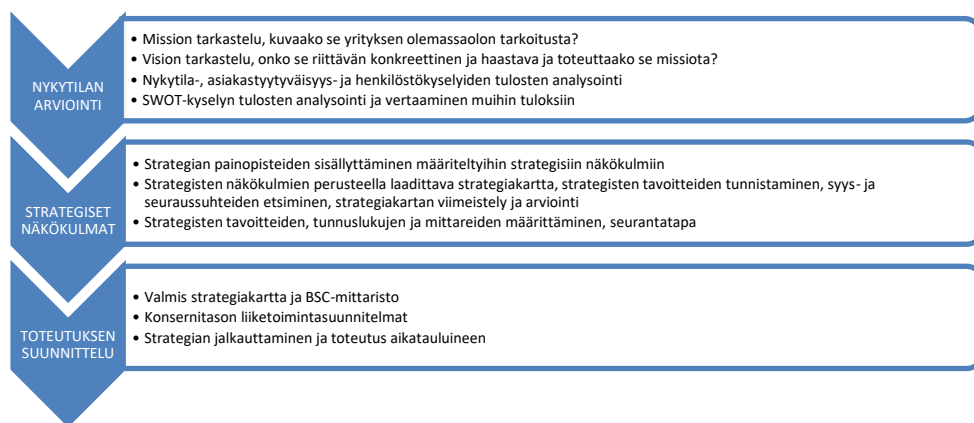 NYKYTILAN
ARVIOINTI
• Mission tarkastelu, kuvaako se yrityksen olemassaolon tarkoitusta?
• Vision tarkastelu, onko se riittävän konkreettinen ja haastava ja toteuttaako se missiota?
• Nykytila-, asiakastyytyväisyys- ja henkilöstökyselyiden tulosten analysointi
• SWOT-kyselyn tulosten analysointi ja vertaaminen muihin tuloksiin
STRATEGISET
NÄKÖKULMAT
• Strategian painopisteiden sisällyttäminen määriteltyihin strategisiin näkökulmiin
• Strategisten näkökulmien perusteella laadittava strategiakartta, strategisten tavoitteiden tunnistaminen, syys- ja
seuraussuhteiden etsiminen, strategiakartan viimeistely ja arviointi
• Strategisten tavoitteiden, tunnuslukujen ja mittareiden määrittäminen, seurantatapa
TOTEUTUKSEN
SUUNNITTELU
• Valmis strategiakartta ja BSC-mittaristo
• Konsernitason liiketoimintasuunnitelmat
• Strategian jalkauttaminen ja toteutus aikatauluineen